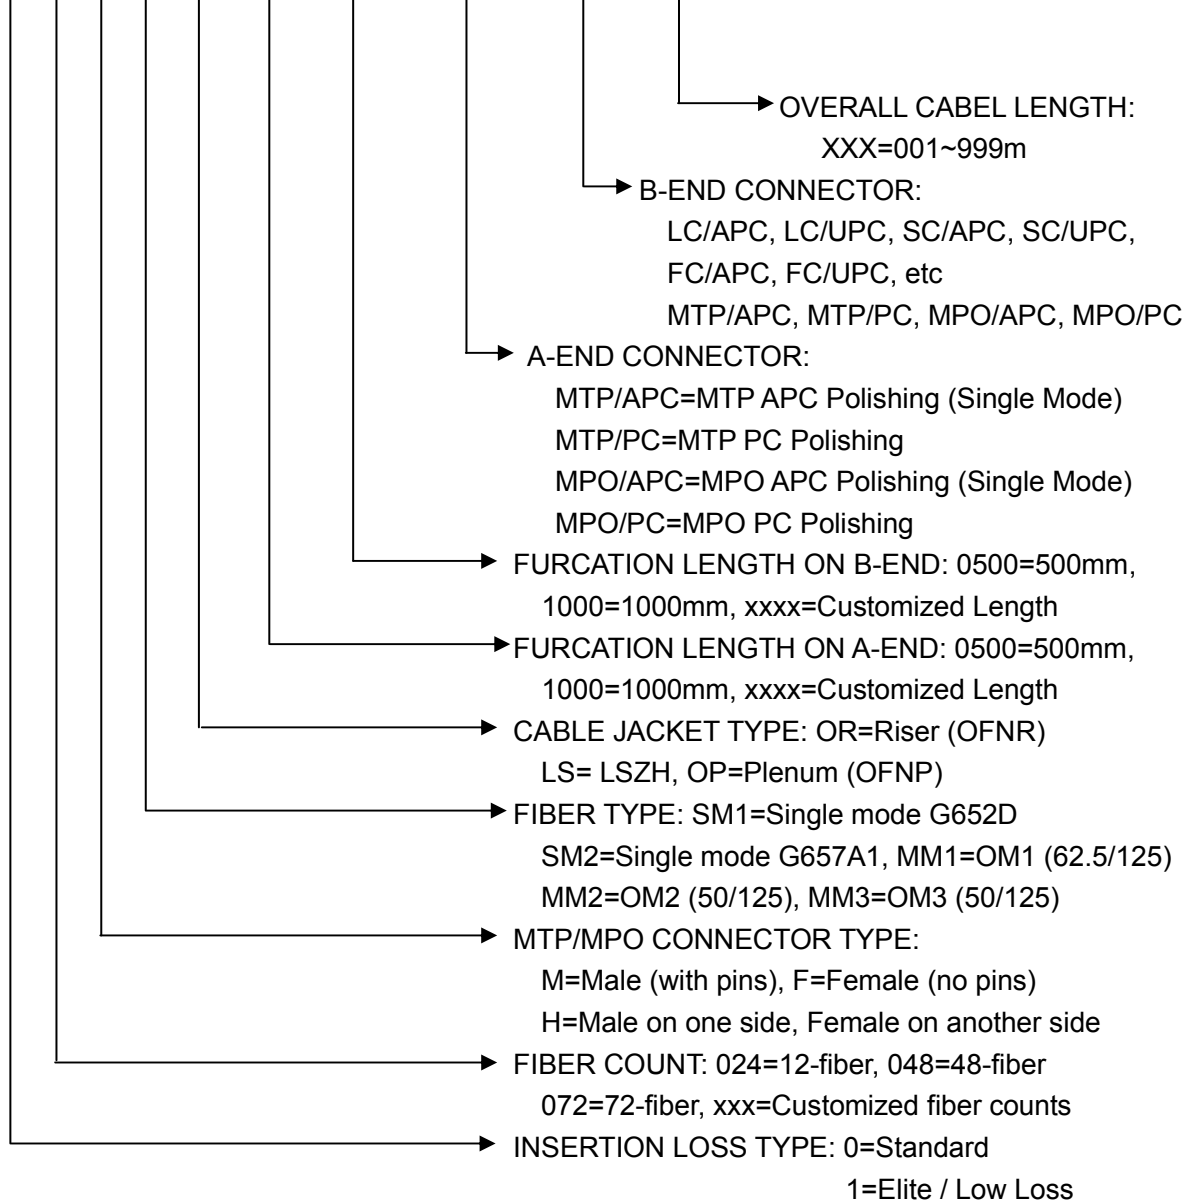 OVERALL CABEL LENGTH:
XXX=001~999m
B-END CONNECTOR:
LC/APC, LC/UPC, SC/APC, SC/UPC,
FC/APC, FC/UPC, etc
MTP/APC, MTP/PC, MPO/APC, MPO/PC
A-END CONNECTOR:
MTP/APC=MTP APC Polishing (Single Mode)
MTP/PC=MTP PC Polishing
MPO/APC=MPO APC Polishing (Single Mode)
MPO/PC=MPO PC Polishing
FURCATION LENGTH ON B-END: 0500=500mm,
1000=1000mm, xxxx=Customized Length
FURCATION LENGTH ON A-END: 0500=500mm,
1000=1000mm, xxxx=Customized Length
CABLE JACKET TYPE: OR=Riser (OFNR)
LS= LSZH, OP=Plenum (OFNP)
FIBER TYPE: SM1=Single mode G652D
SM2=Single mode G657A1, MM1=OM1 (62.5/125)
MM2=OM2 (50/125), MM3=OM3 (50/125)
MTP/MPO CONNECTOR TYPE:
M=Male (with pins), F=Female (no pins)
H=Male on one side, Female on another side
FIBER COUNT: 024=12-fiber, 048=48-fiber
072=72-fiber, xxx=Customized fiber counts
INSERTION LOSS TYPE: 0=Standard
1=Elite / Low Loss